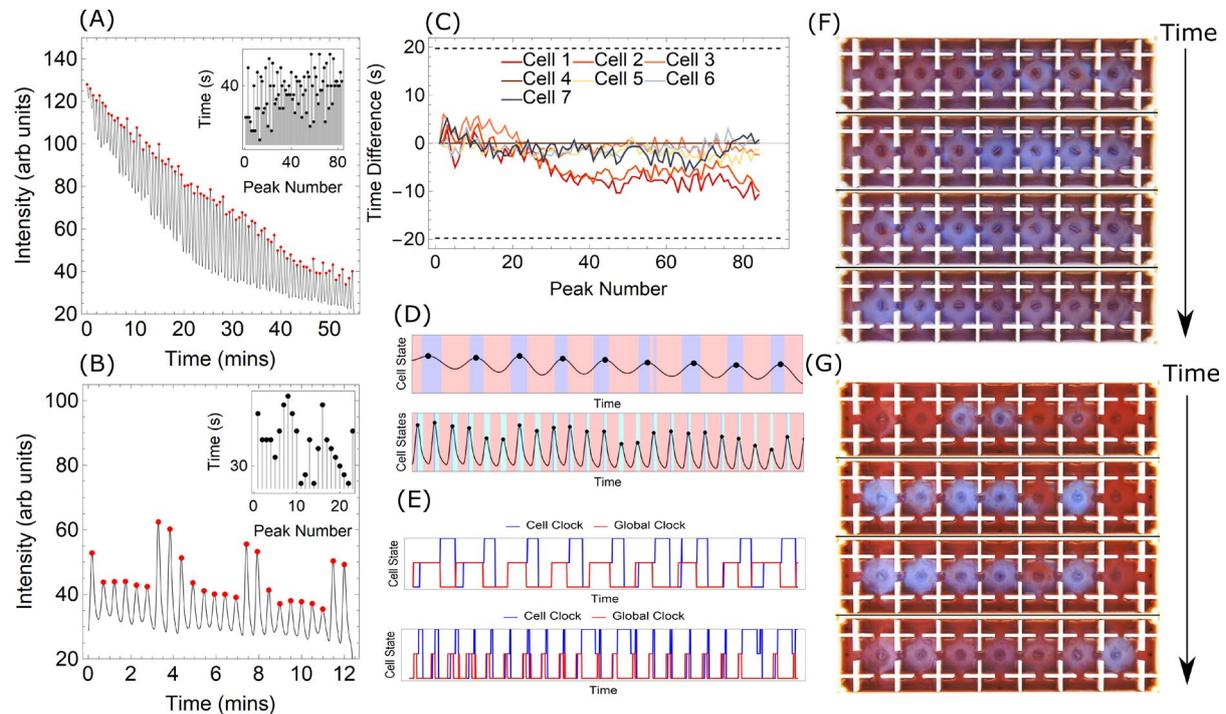 (A)
150
140
120
100
80
60
40
20
0 10 20 30 40 50
Intensity (arb units)
Time (mins)
Time (s)
40
0 40 80
Peak Number
(B)
100
80
60
40
20
0 2 4 6 8 10 12
Intensity (arb units)
Time (mins)
Time (s)
30
0 10 20
Peak Number
(C)
20
10
0
−10
−20
0 20 40 60 80
Time Difference (s)
Peak Number
Cell 1 Cell 2 Cell 3
Cell 4 Cell 5 Cell 6
Cell 7
(D)
Cell State
Time
Cell States
Time
(E)
Cell Clock Global Clock
Cell State
Time
Cell Clock Global Clock
Cell State
Time
(F)
Time
(G)
Time